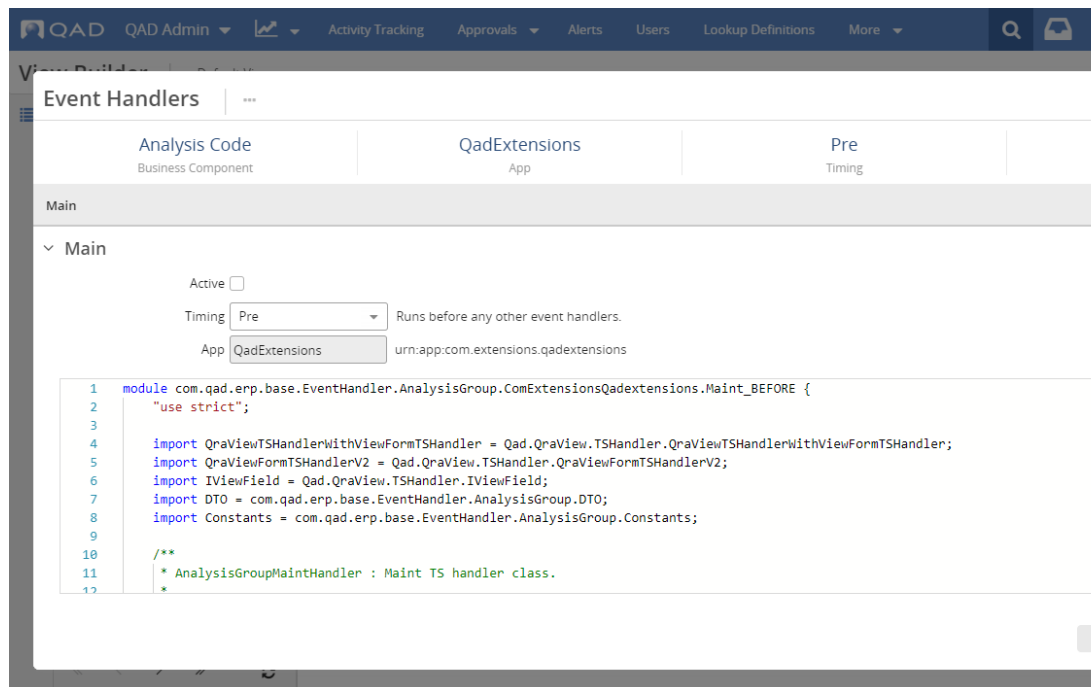 QAD QAD Admin Activity Tracking Approvals Alerts Users Lookup Definitions More
Event Handlers ...
Analysis Code QadExtensions Pre
Business Component App Timing
Main
Main
Active
Timing Pre Runs before any other event handlers.
App QadExtensions urn:app:com.extensions.qadextensions
1 module com.qad.erp.base.EventHandler.AnalysisGroup.ComExtensionsQadextensions.Maint_BEFORE {
2 "use strict";
3
4 import QraViewTSHandlerWithViewFormTSHandler = Qad.QraView.TSHandler.QraViewTSHandlerWithViewFormTSHandler;
5 import QraViewFormTSHandlerV2 = Qad.QraView.TSHandler.QraViewFormTSHandlerV2;
6 import IViewField = Qad.QraView.TSHandler.IViewField;
7 import DTO = com.qad.erp.base.EventHandler.AnalysisGroup.DTO;
8 import Constants = com.qad.erp.base.EventHandler.AnalysisGroup.Constants;
9
10 /**
11 * AnalysisGroupMaintHandler : Maint TS handler class.
12 *